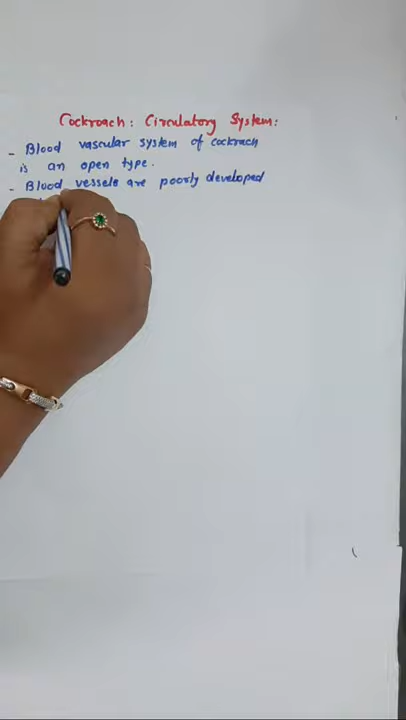 Cockroach: Circulatory System:
- Blood vascular system of cockroach
is an open type.
- Blood vessels are poorly developed